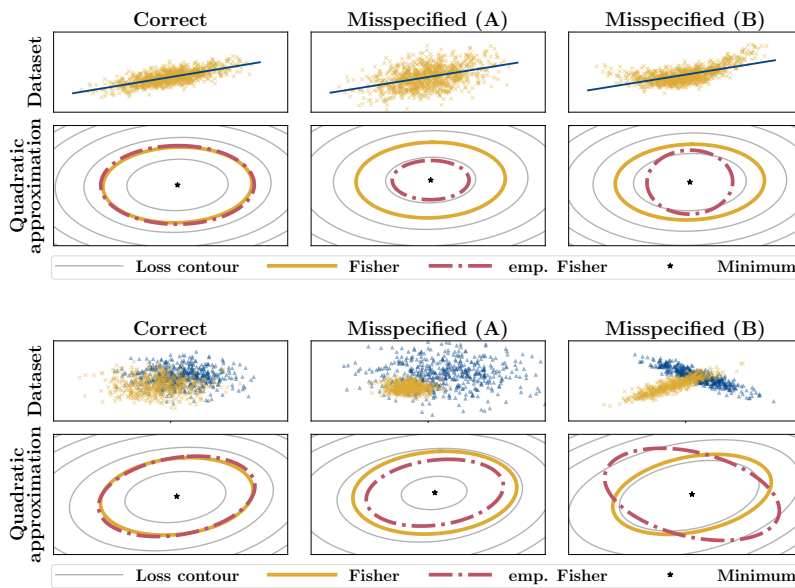 Correct
Misspecified (A)
Misspecified (B)
Dataset
Quadratic
approximation
Loss contour
Fisher
emp. Fisher
Minimum
Correct
Misspecified (A)
Misspecified (B)
Dataset
Quadratic
approximation
Loss contour
Fisher
emp. Fisher
Minimum